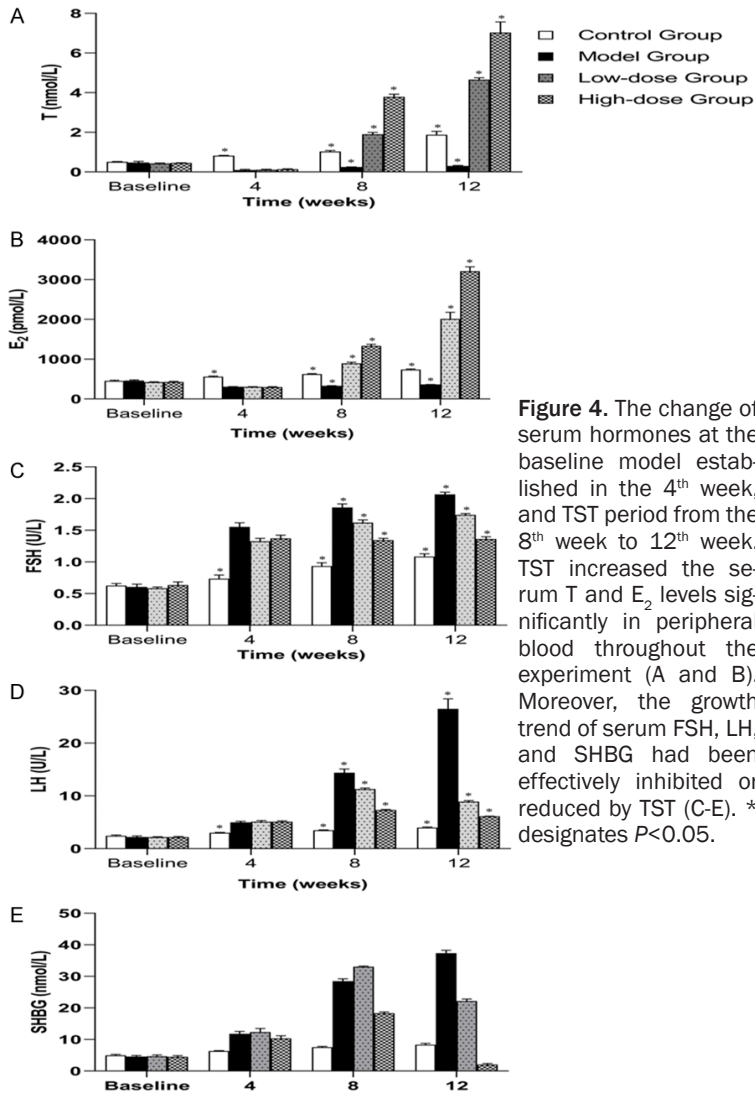 A
T (nmol/L)
8
6
4
2
0
* * * * * * * * *
Baseline 4 8 12
Time (weeks)
Control Group
Model Group
Low-dose Group
High-dose Group
B
E2 (pmol/L)
4000
3000
2000
1000
0
* * * * * * * * *
Baseline 4 8 12
Time (weeks)
C
FSH (U/L)
2.5
2.0
1.5
1.0
0.5
0.0
* * * * * * * * *
Baseline 4 8 12
D
LH (U/L)
30
20
10
0
* * * * * * * * *
Baseline 4 8 12
Time (weeks)
E
SHBG (nmol/L)
50
40
30
20
10
0
Baseline 4 8 12
Figure 4. The change of
serum hormones at the
baseline model estab-
lished in the 4th week,
and TST period from the
8th week to 12th week.
TST increased the se-
rum T and E2 levels sig-
nificantly in peripheral
blood throughout the
experiment (A and B).
Moreover, the growth
trend of serum FSH, LH,
and SHBG had been
effectively inhibited or
reduced by TST (C-E). *
designates P<0.05.